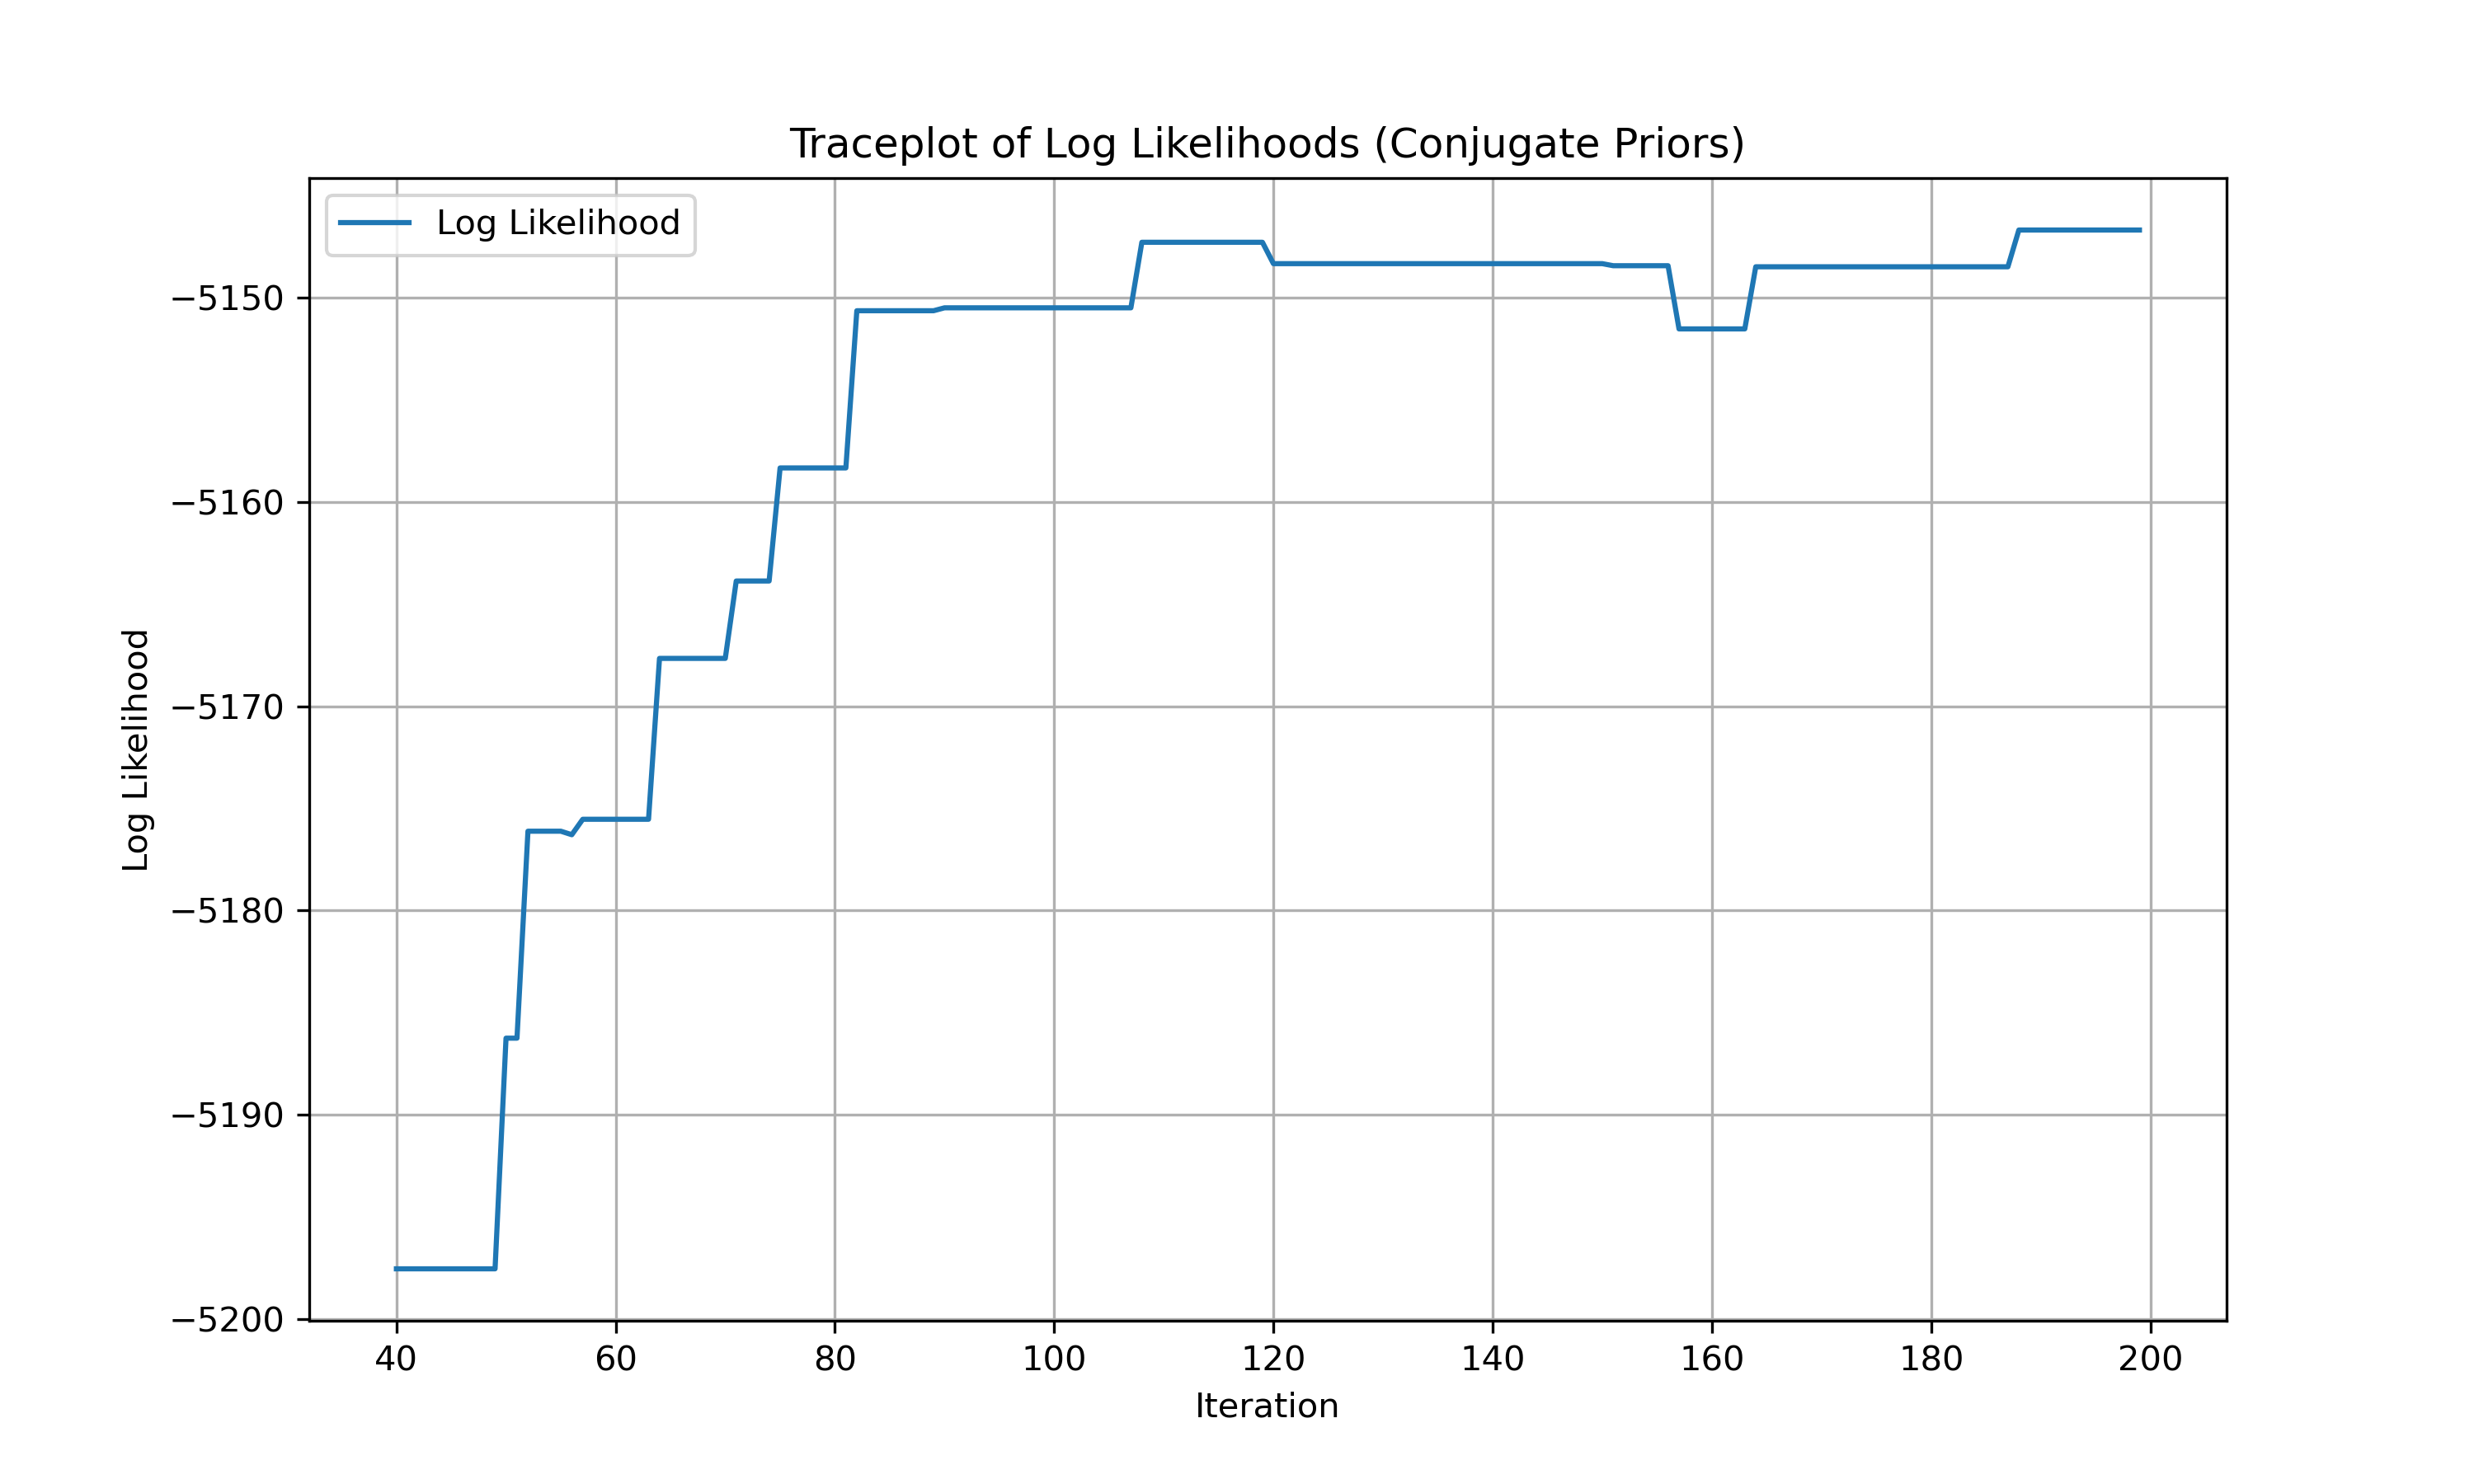 Traceplot of Log Likelihoods (Conjugate Priors)
Log Likelihood
−5150
−5160
−5170
−5180
−5190
−5200
Log Likelihood
40 60 80 100 120 140 160 180 200
Iteration